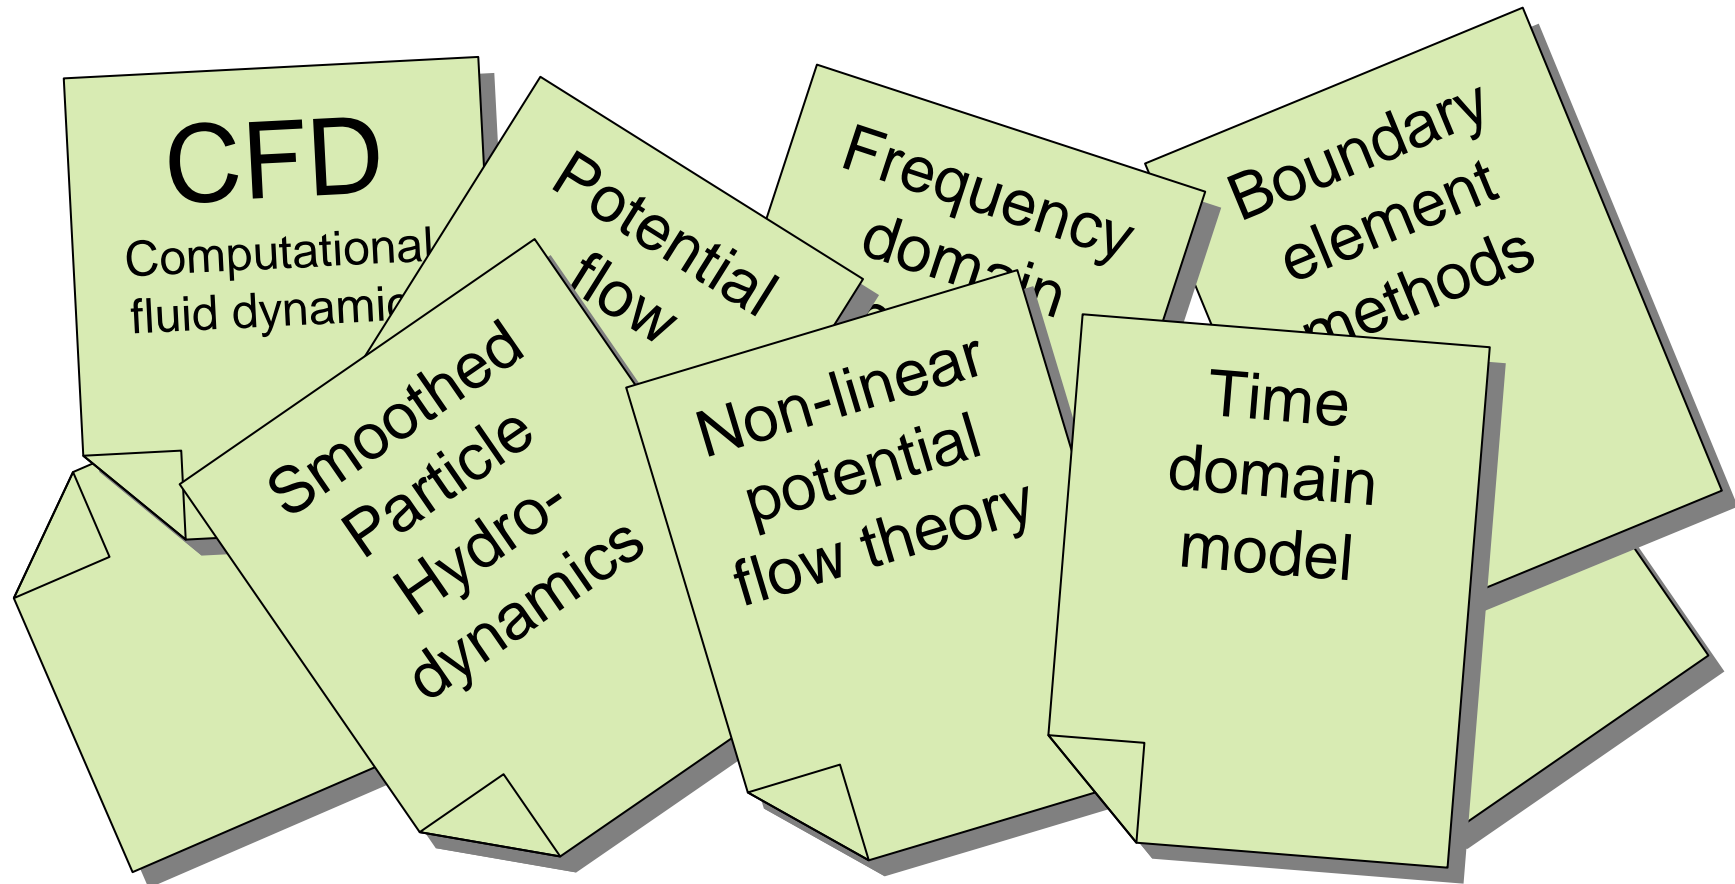 CFD
Computational
fluid dynamic
Potential
flow
Frequency
domain
Boundary
element
methods
Smoothed
Particle
Hydro-
dynamics
Non-linear
potential
flow theory
Time
domain
model